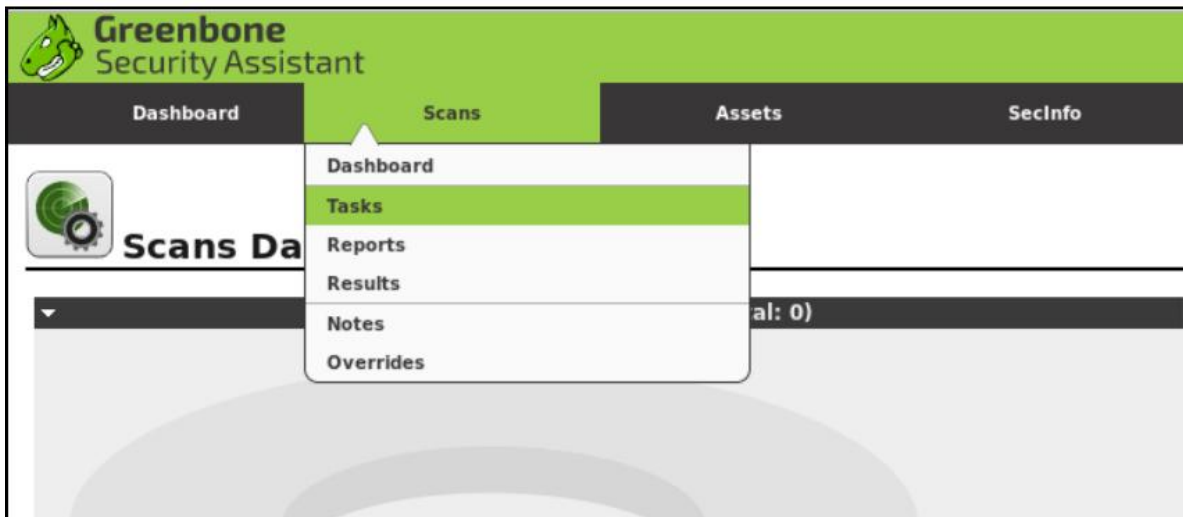 Greenbone
Security Assistant
Dashboard Scans Assets SecInfo
Dashboard
Tasks
Scans Da
Reports
Results
al: 0)
Notes
Overrides